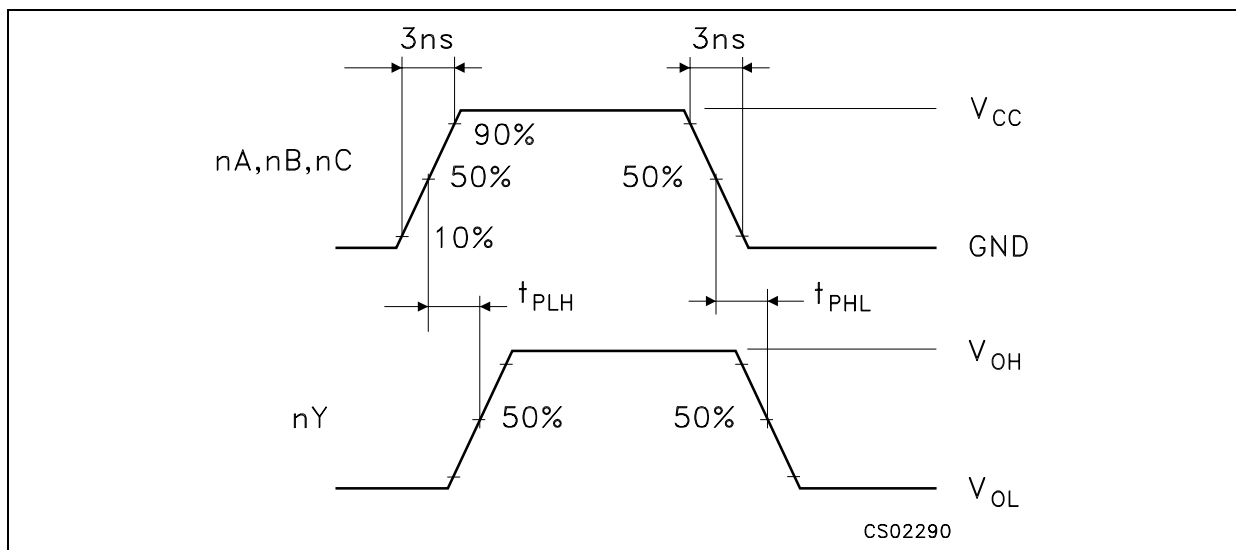 3ns 3ns
V_CC
90%
nA,nB,nC 50% 50%
10% GND
t_PLH t_PHL
V_OH
nY 50% 50%
V_OL
CS02290